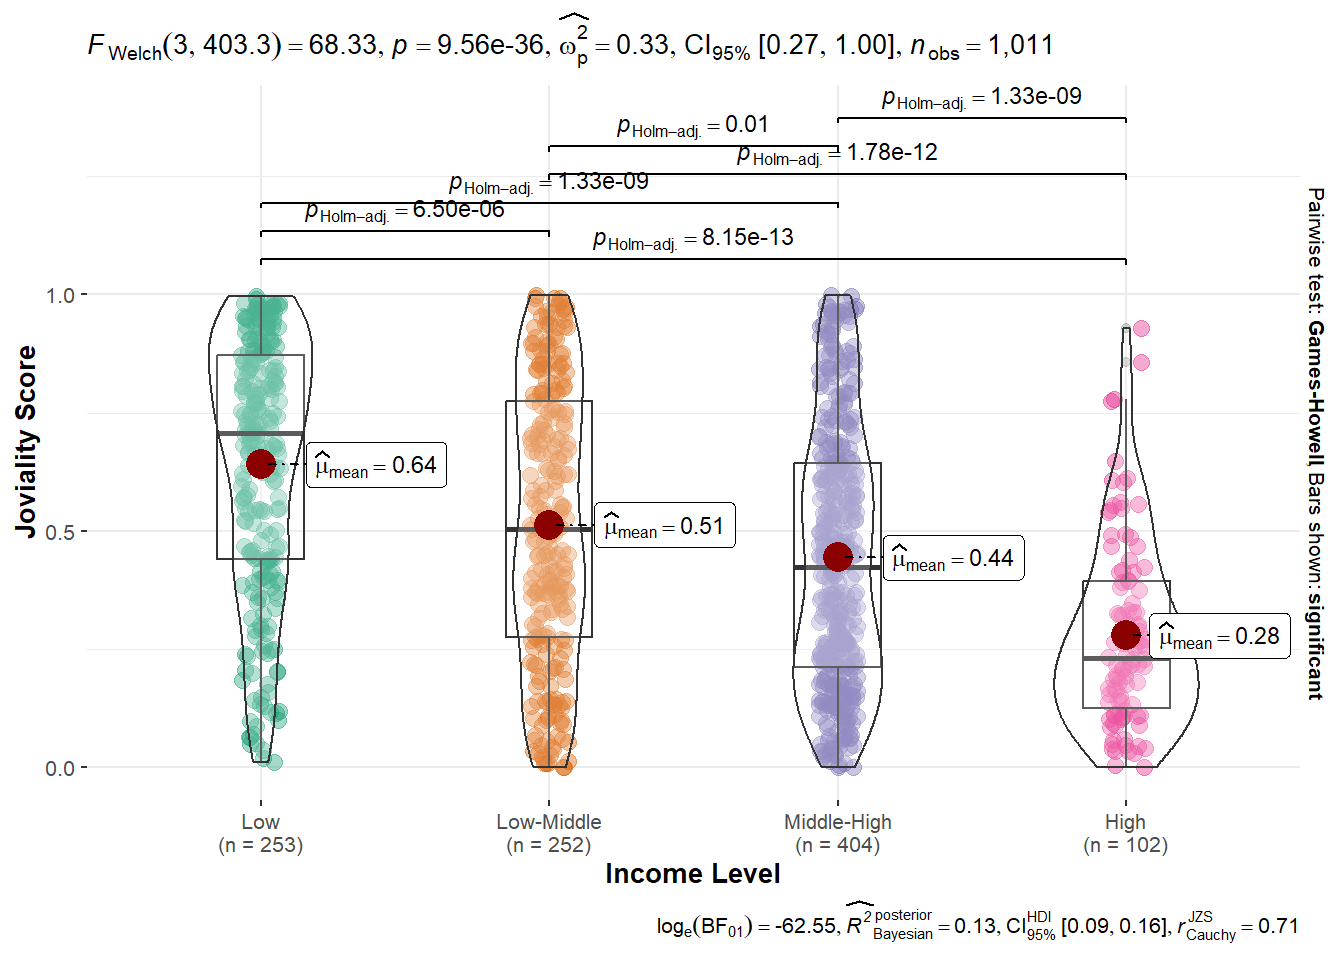 F Welch(3, 403.3) = 68.33, p = 9.56e-36, ω̂²p = 0.33, CI95% [0.27, 1.00], nobs = 1,011
pHolm−adj. = 1.33e-09
pHolm−adj. = 0.01
pHolm−adj. = 1.78e-12
pHolm−adj. = 1.33e-09
pHolm−adj. = 6.50e-06
pHolm−adj. = 8.15e-13
Pairwise test: Games-Howell, Bars shown: significant
Joviality Score
1.0
0.5
0.0
μ̂mean = 0.64
μ̂mean = 0.51
μ̂mean = 0.44
μ̂mean = 0.28
Low
(n = 253)
Low-Middle
(n = 252)
Middle-High
(n = 404)
High
(n = 102)
Income Level
loge(BF01) = -62.55, R̂² posterior Bayesian = 0.13, CI HDI 95% [0.09, 0.16], r JZS Cauchy = 0.71